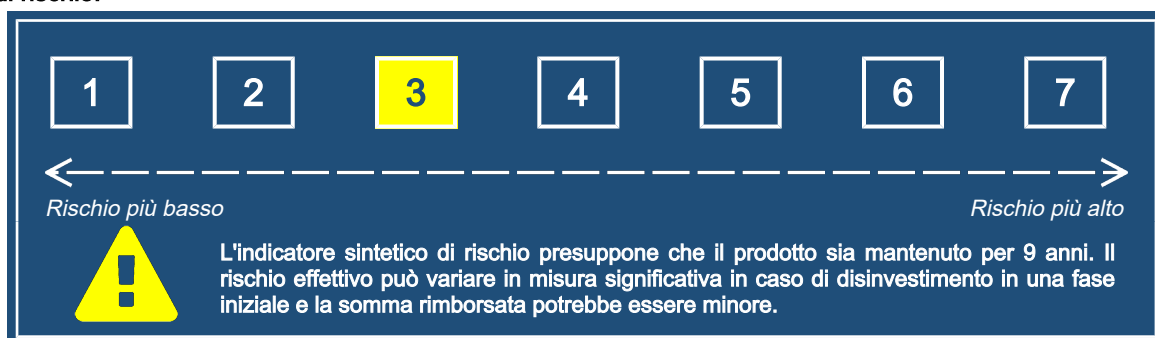 1 2 3 4 5 6 7
Rischio più basso Rischio più alto
L'indicatore sintetico di rischio presuppone che il prodotto sia mantenuto per 9 anni. Il
rischio effettivo può variare in misura significativa in caso di disinvestimento in una fase
iniziale e la somma rimborsata potrebbe essere minore.